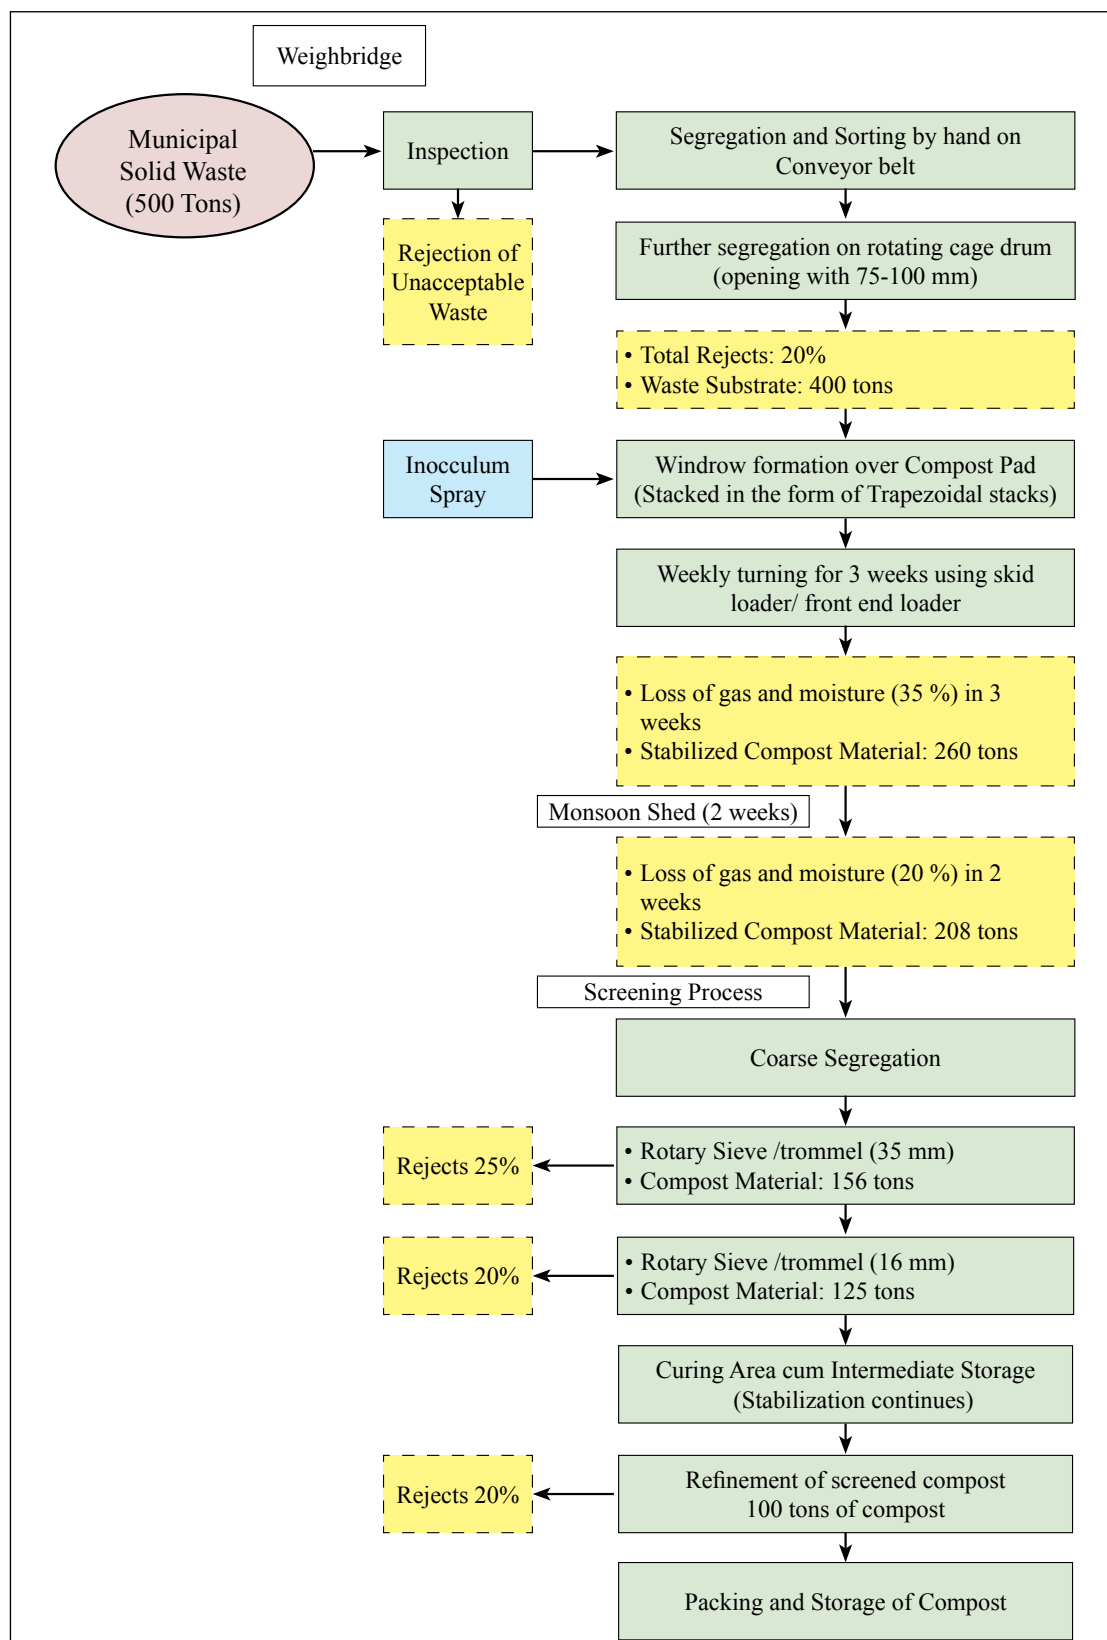 Weighbridge
Municipal
Solid Waste
(500 Tons)
Inspection
Segregation and Sorting by hand on
Conveyor belt
Rejection of
Unacceptable
Waste
Further segregation on rotating cage drum
(opening with 75-100 mm)
• Total Rejects: 20%
• Waste Substrate: 400 tons
Inocculum
Spray
Windrow formation over Compost Pad
(Stacked in the form of Trapezoidal stacks)
Weekly turning for 3 weeks using skid
loader/ front end loader
• Loss of gas and moisture (35 %) in 3
weeks
• Stabilized Compost Material: 260 tons
Monsoon Shed (2 weeks)
• Loss of gas and moisture (20 %) in 2
weeks
• Stabilized Compost Material: 208 tons
Screening Process
Coarse Segregation
Rejects 25%
• Rotary Sieve /trommel (35 mm)
• Compost Material: 156 tons
Rejects 20%
• Rotary Sieve /trommel (16 mm)
• Compost Material: 125 tons
Curing Area cum Intermediate Storage
(Stabilization continues)
Rejects 20%
Refinement of screened compost
100 tons of compost
Packing and Storage of Compost